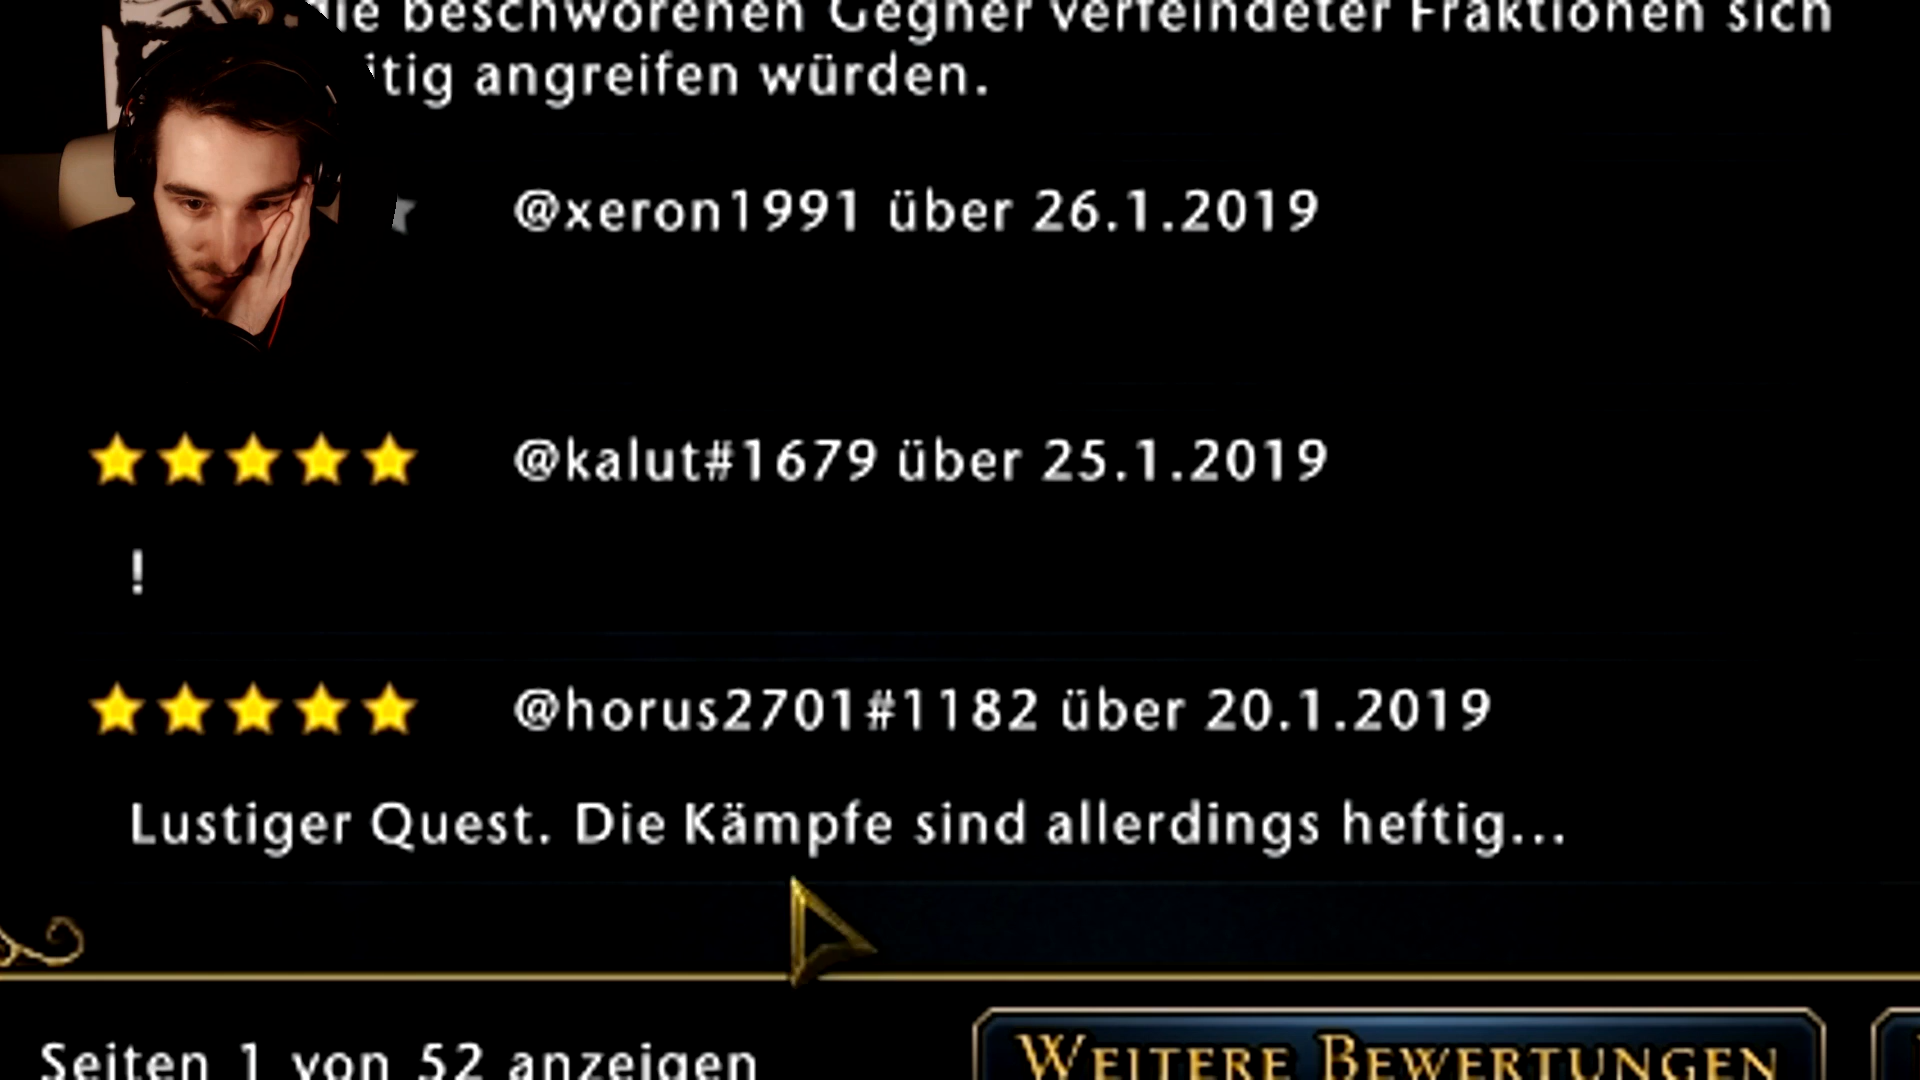 beschworenen Gegner verfeindeter Fraktionen sich
angreifen würden.
@xeron1991 über 26.1.2019
@kalut#1679 über 25.1.2019
!
@horus2701#1182 über 20.1.2019
Lustiger Quest. Die Kämpfe sind allerdings heftig...
Seiten 1 von 52 anzeigen
WEITERE BEWERTUNGEN